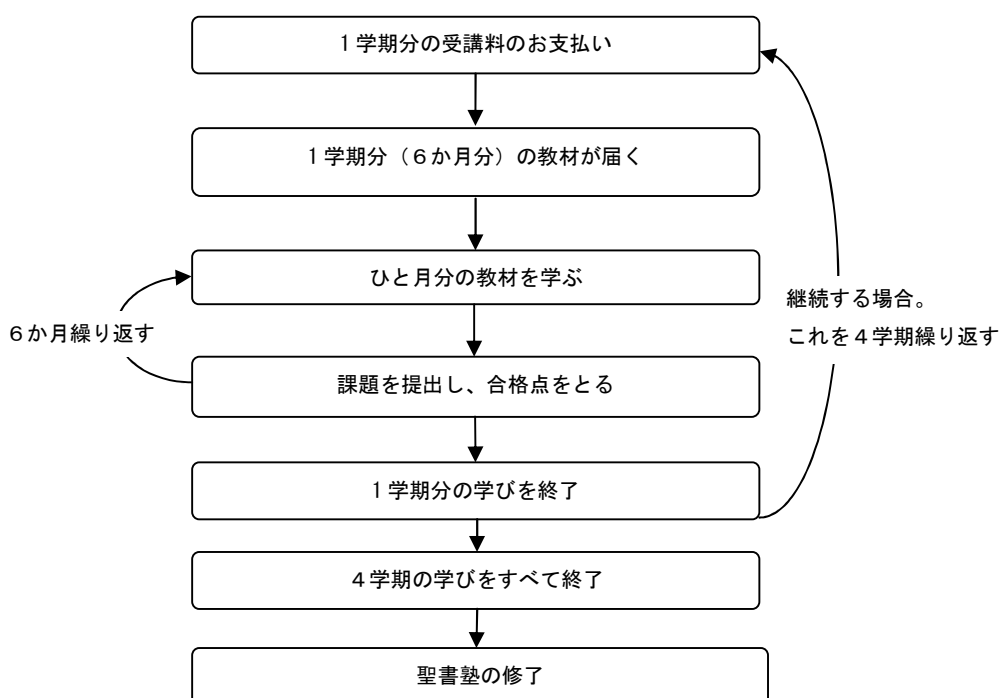 １学期分の受講料のお支払い
１学期分（６か月分）の教材が届く
ひと月分の教材を学ぶ
継続する場合。
６か月繰り返す
これを４学期繰り返す
課題を提出し、合格点をとる
１学期分の学びを終了
４学期の学びをすべて終了
聖書塾の修了